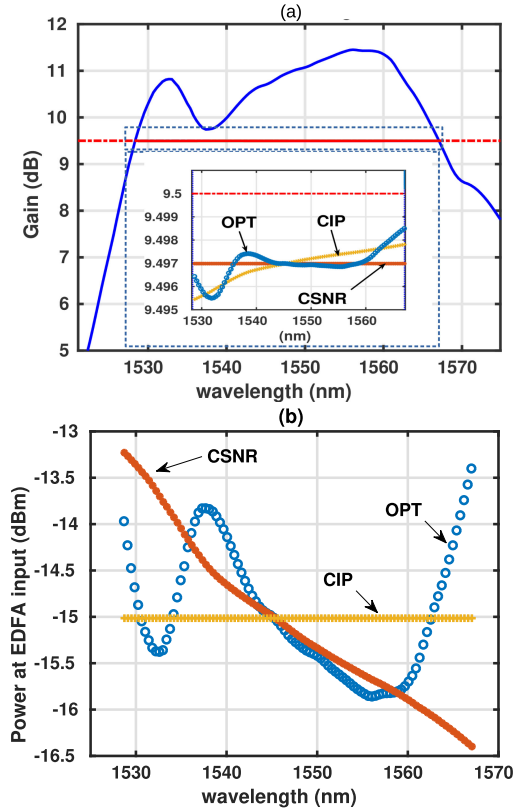 (a)
12
11
10
9
8
7
6
5
Gain (dB)
9.5
9.499
9.498
9.497
9.496
9.495
OPT
CIP
CSNR
1530
1540
1550
1560
(nm)
1530
1540
1550
1560
1570
wavelength (nm)
(b)
-13
-13.5
-14
-14.5
-15
-15.5
-16
-16.5
Power at EDFA input (dBm)
CSNR
OPT
CIP
1530
1540
1550
1560
1570
wavelength (nm)